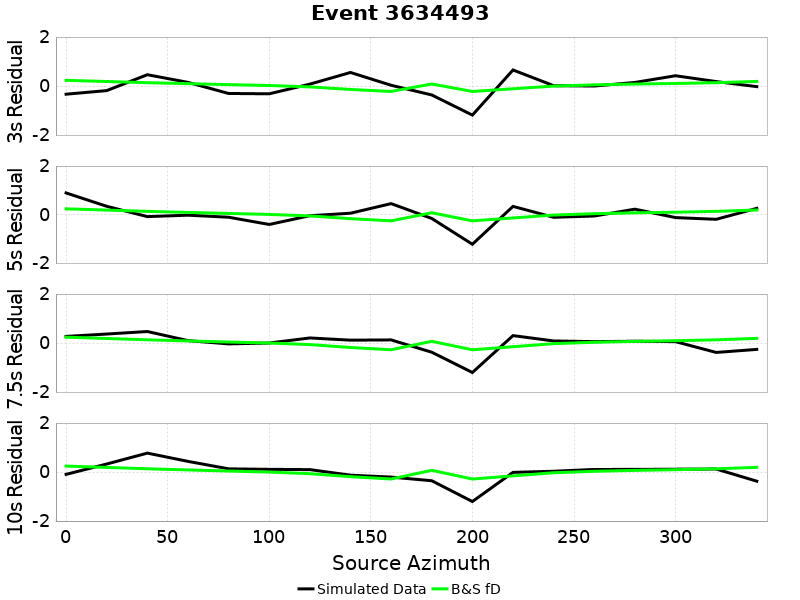 Event 3634493
3s Residual
2
0
-2
5s Residual
2
0
-2
7.5s Residual
2
0
-2
10s Residual
2
0
-2
0 50 100 150 200 250 300
Source Azimuth
Simulated Data B&S fD